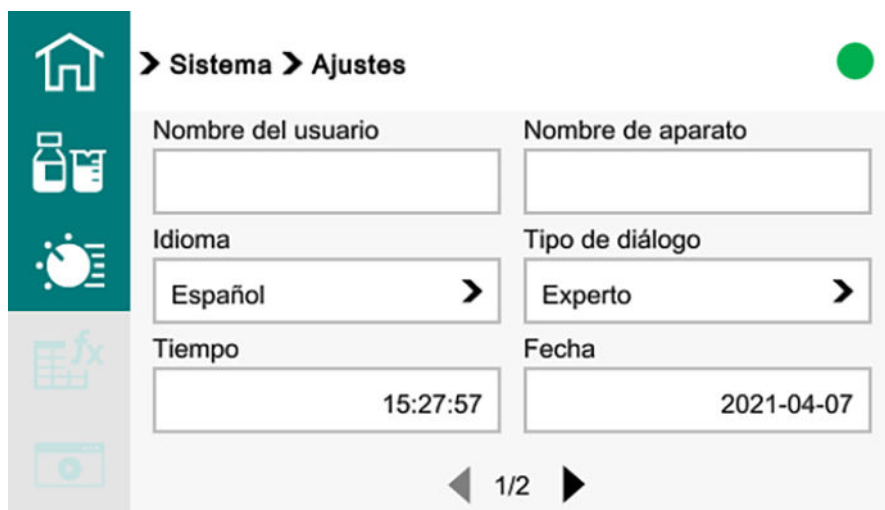 Sistema Ajustes
Nombre del usuario Nombre de aparato
Idioma Tipo de diálogo
Español Experto
Tiempo Fecha
15:27:57 2021-04-07
fx
1/2